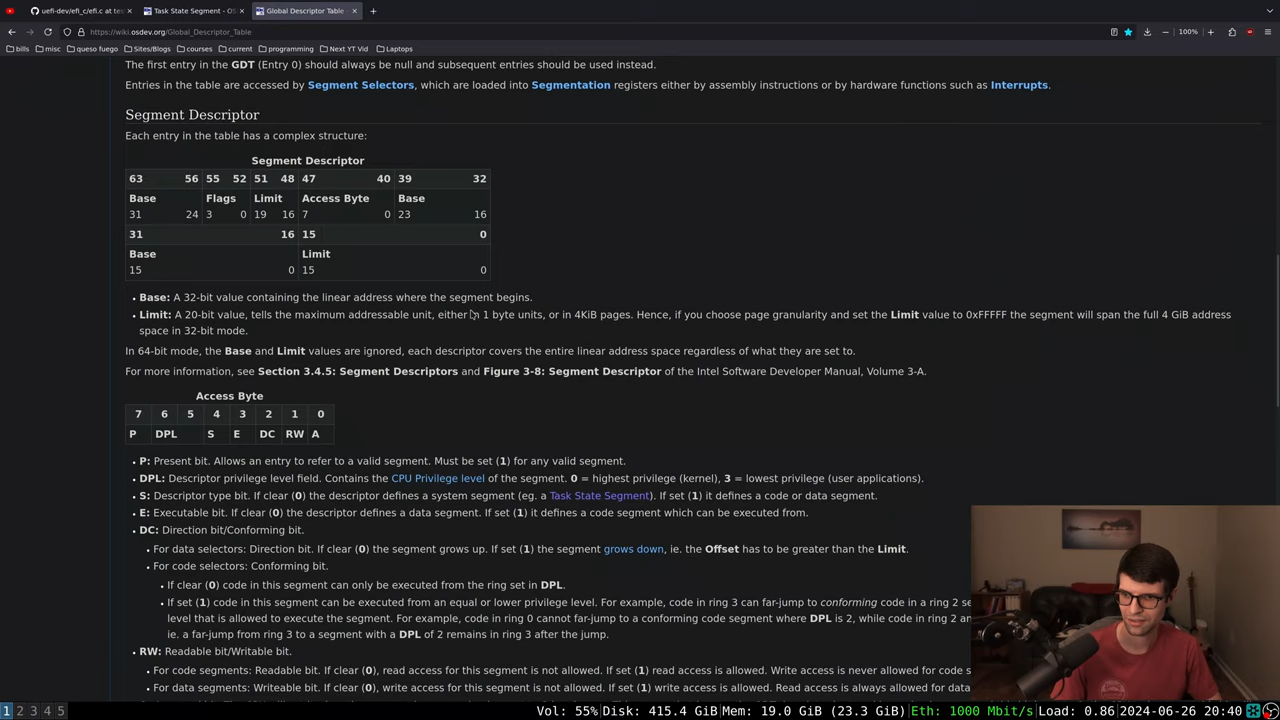 uefi-dev/efi_c/efi.c at tes × Task State Segment - OS × Global Descriptor Table × +
https://wiki.osdev.org/Global_Descriptor_Table 100%
bills misc queso fuego Sites/Blogs courses current programming Next YT Vid Laptops
The first entry in the GDT (Entry 0) should always be null and subsequent entries should be used instead.
Entries in the table are accessed by Segment Selectors, which are loaded into Segmentation registers either by assembly instructions or by hardware functions such as Interrupts.
Segment Descriptor
Each entry in the table has a complex structure:
Segment Descriptor
63 56 55 52 51 48 47 40 39 32
Base Flags Limit Access Byte Base
31 24 3 0 19 16 7 0 23 16
31 16 15 0
Base Limit
15 0 15 0
• Base: A 32-bit value containing the linear address where the segment begins.
• Limit: A 20-bit value, tells the maximum addressable unit, either in 1 byte units, or in 4KiB pages. Hence, if you choose page granularity and set the Limit value to 0xFFFFF the segment will span the full 4 GiB address
space in 32-bit mode.
In 64-bit mode, the Base and Limit values are ignored, each descriptor covers the entire linear address space regardless of what they are set to.
For more information, see Section 3.4.5: Segment Descriptors and Figure 3-8: Segment Descriptor of the Intel Software Developer Manual, Volume 3-A.
Access Byte
7 6 5 4 3 2 1 0
P DPL S E DC RW A
• P: Present bit. Allows an entry to refer to a valid segment. Must be set (1) for any valid segment.
• DPL: Descriptor privilege level field. Contains the CPU Privilege level of the segment. 0 = highest privilege (kernel), 3 = lowest privilege (user applications).
• S: Descriptor type bit. If clear (0) the descriptor defines a system segment (eg. a Task State Segment). If set (1) it defines a code or data segment.
• E: Executable bit. If clear (0) the descriptor defines a data segment. If set (1) it defines a code segment which can be executed from.
• DC: Direction bit/Conforming bit.
• For data selectors: Direction bit. If clear (0) the segment grows up. If set (1) the segment grows down, ie. the Offset has to be greater than the Limit.
• For code selectors: Conforming bit.
• If clear (0) code in this segment can only be executed from the ring set in DPL.
• If set (1) code in this segment can be executed from an equal or lower privilege level. For example, code in ring 3 can far-jump to conforming code in a ring 2 se
level that is allowed to execute the segment. For example, code in ring 0 cannot far-jump to a conforming code segment where DPL is 2, while code in ring 2 an
ie. a far-jump from ring 3 to a segment with a DPL of 2 remains in ring 3 after the jump.
• RW: Readable bit/Writable bit.
• For code segments: Readable bit. If clear (0), read access for this segment is not allowed. If set (1) read access is allowed. Write access is never allowed for code s
• For data segments: Writeable bit. If clear (0), write access for this segment is not allowed. If set (1) write access is allowed. Read access is always allowed for data
1 2 3 4 5 Vol: 55% Disk: 415.4 GiB Mem: 19.0 GiB (23.3 GiB) Eth: 1000 Mbit/s Load: 0.86 2024-06-26 20:40